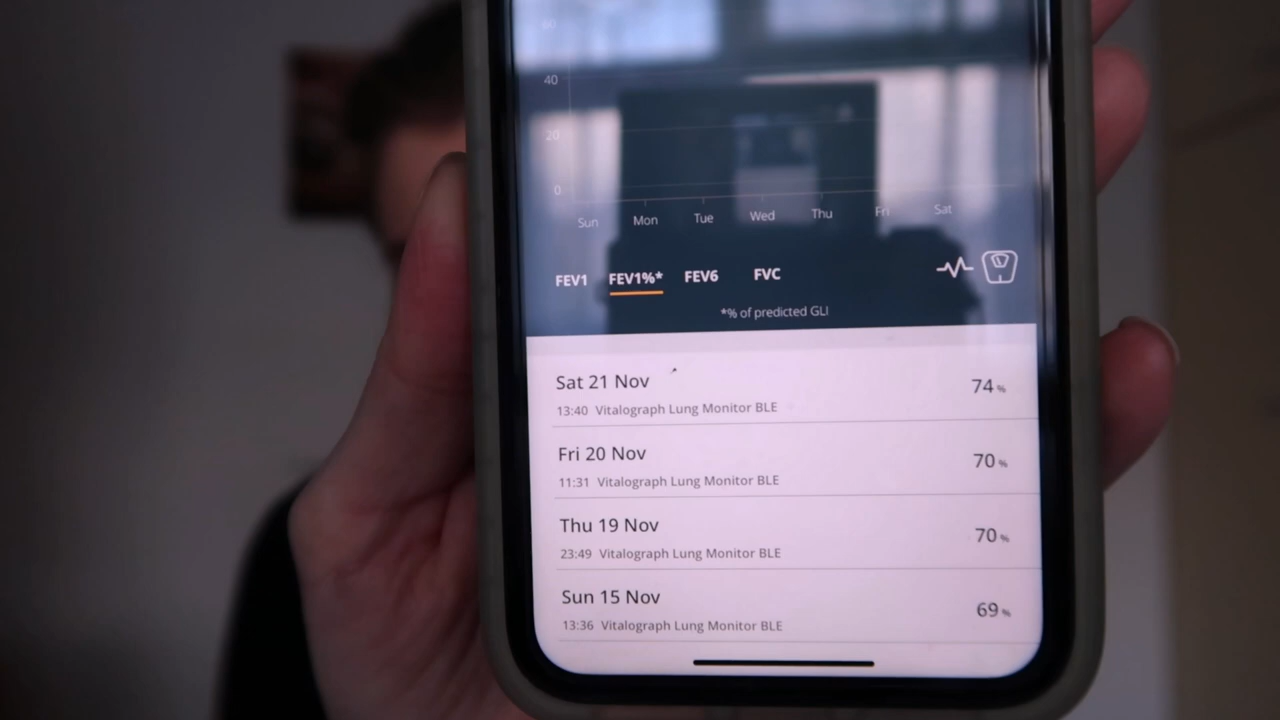 60
40
20
0
Sun Mon Tue Wed Thu Fri Sat
FEV1 FEV1%* FEV6 FVC
*% of predicted GLI
Sat 21 Nov 74%
13:40 Vitalograph Lung Monitor BLE
Fri 20 Nov 70%
11:31 Vitalograph Lung Monitor BLE
Thu 19 Nov 70%
23:49 Vitalograph Lung Monitor BLE
Sun 15 Nov 69%
13:36 Vitalograph Lung Monitor BLE